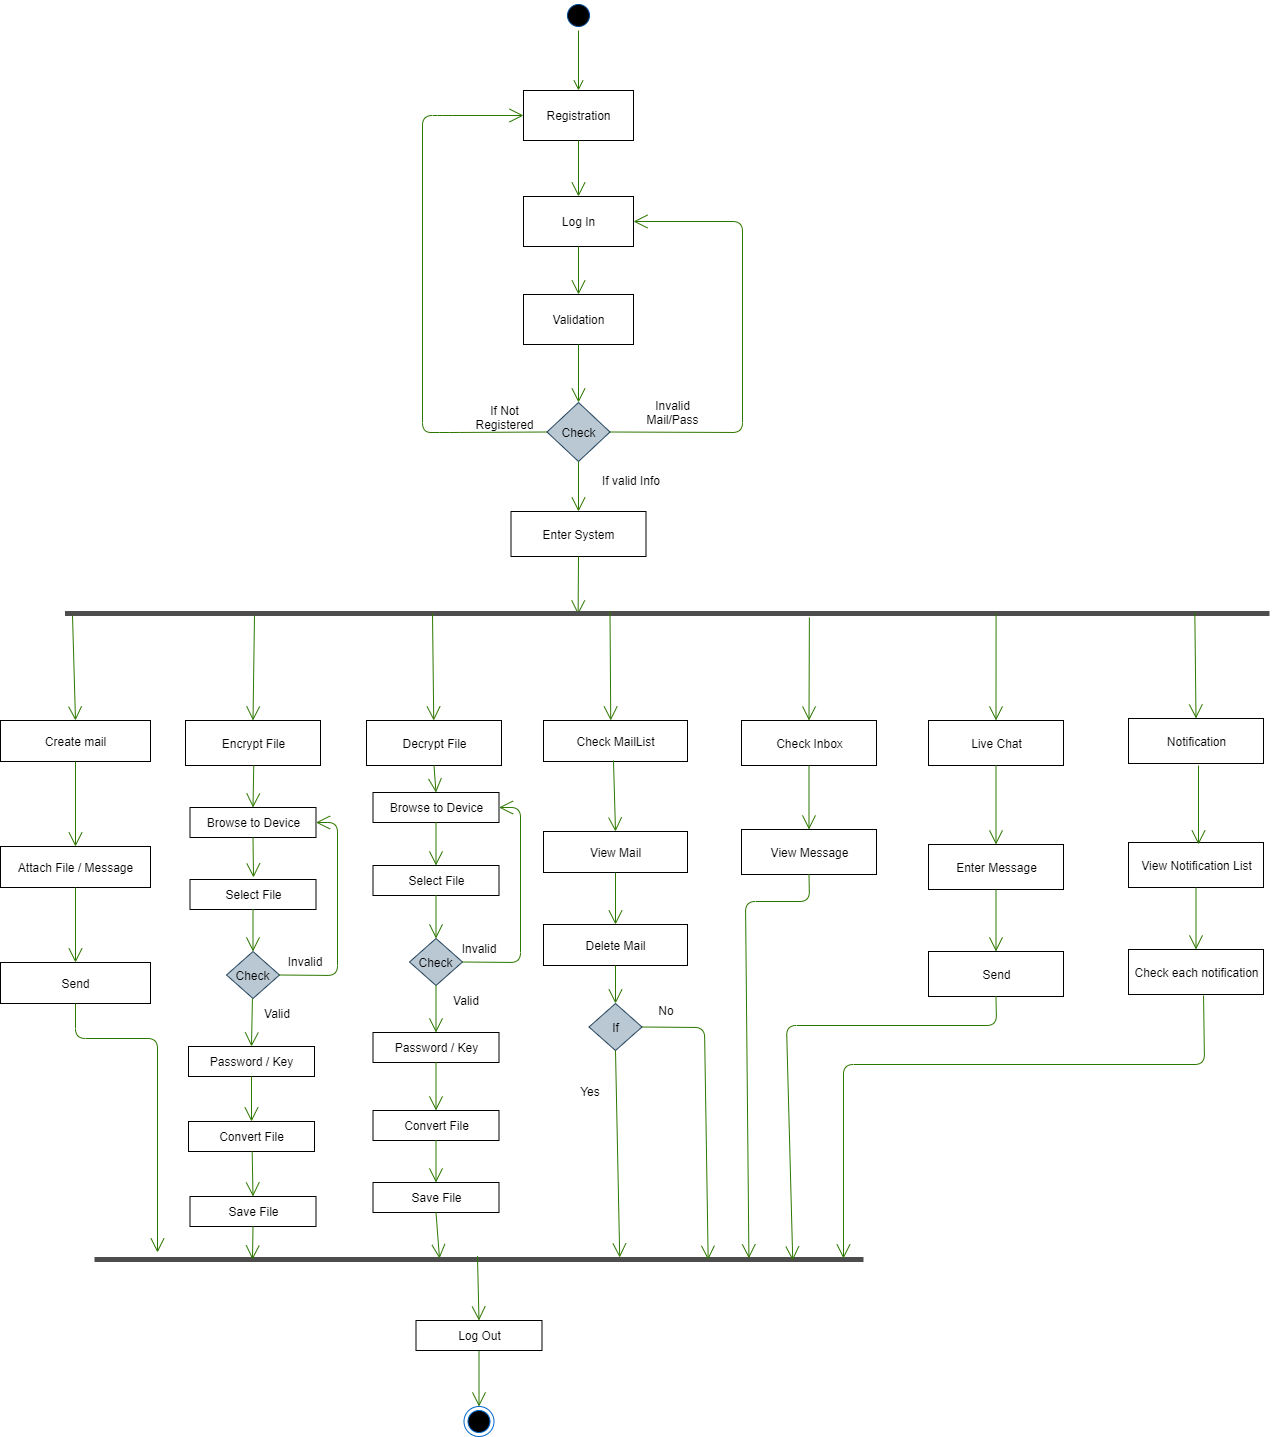 Registration
Log In
Validation
If Not
Registered
Check
Invalid
Mail/Pass
If valid Info
Enter System
Create mail
Encrypt File
Decrypt File
Check MailList
Check Inbox
Live Chat
Notification
Browse to Device
Browse to Device
Attach File / Message
Select File
Select File
View Mail
View Message
Enter Message
View Notification List
Send
Check
Invalid
Check
Invalid
Delete Mail
Send
Check each notification
Valid
Valid
If
No
Password / Key
Password / Key
Yes
Convert File
Convert File
Save File
Save File
Log Out